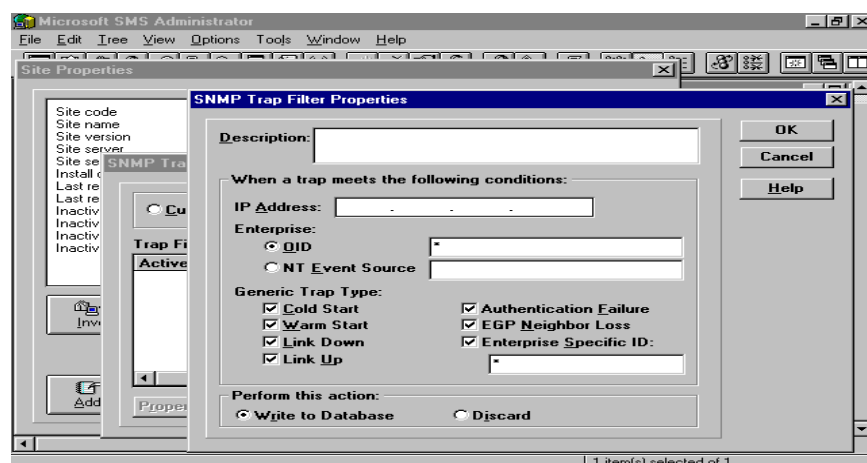 Microsoft SMS Administrator
File Edit Tree View Options Tools Window Help
Site Properties
SNMP Trap Filter Properties
Site code
Site name
Site version
Site server
Site se
Install
Last re
Last re
Inactiv
Inactiv
Inactiv
Inactiv
SNMP Tra
Cu
Trap Fi
Active
Inv
Add
Proper
Description:
OK
Cancel
Help
When a trap meets the following conditions:
IP Address: . . .
Enterprise:
OID *
NT Event Source
Generic Trap Type:
Cold Start Authentication Failure
Warm Start EGP Neighbor Loss
Link Down Enterprise Specific ID:
Link Up *
Perform this action:
Write to Database Discard
1 item(s) selected of 1